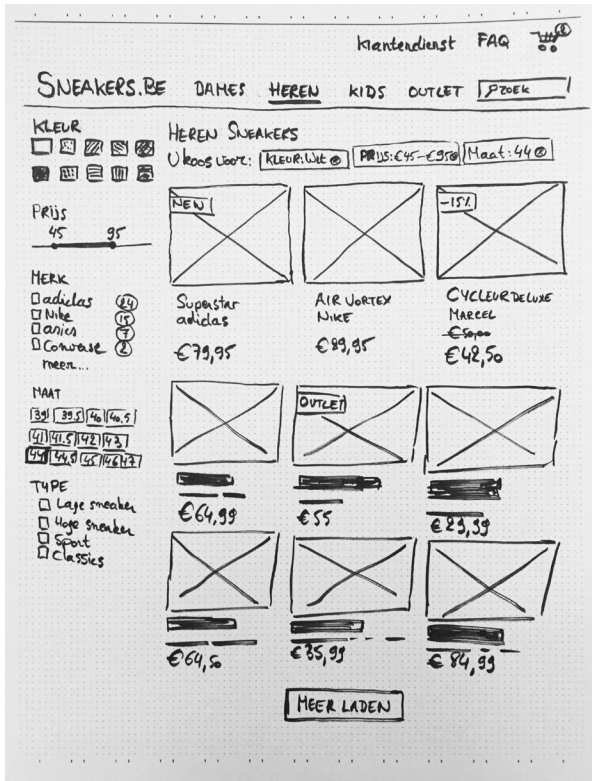 klantendienst FAQ
SNEAKERS.BE DAMES HEREN KIDS OUTLET ZOEK
KLEUR
HEREN SNEAKERS
U koos voor: KLEUR: Wit PRIJS: €45-€95 Maat: 44
Prijs
45 95
NEW
-15%
Superstar
adidas
€79,95
AIR VORTEX
NIKE
€89,95
CYCLEUR DE LUXE
MARCEL
€50,00
€42,50
MERK
adidas 24
Nike 15
asics 7
Converse 2
meer...
MAAT
39 39.5 40 40.5
41 41.5 42 43
44 44.5 45 46 47
TYPE
Lage sneaker
Hoge sneaker
Sport
Classics
OUTLET
€64,99
€55
€29,99
€64,50
€35,99
€84,99
MEER LADEN